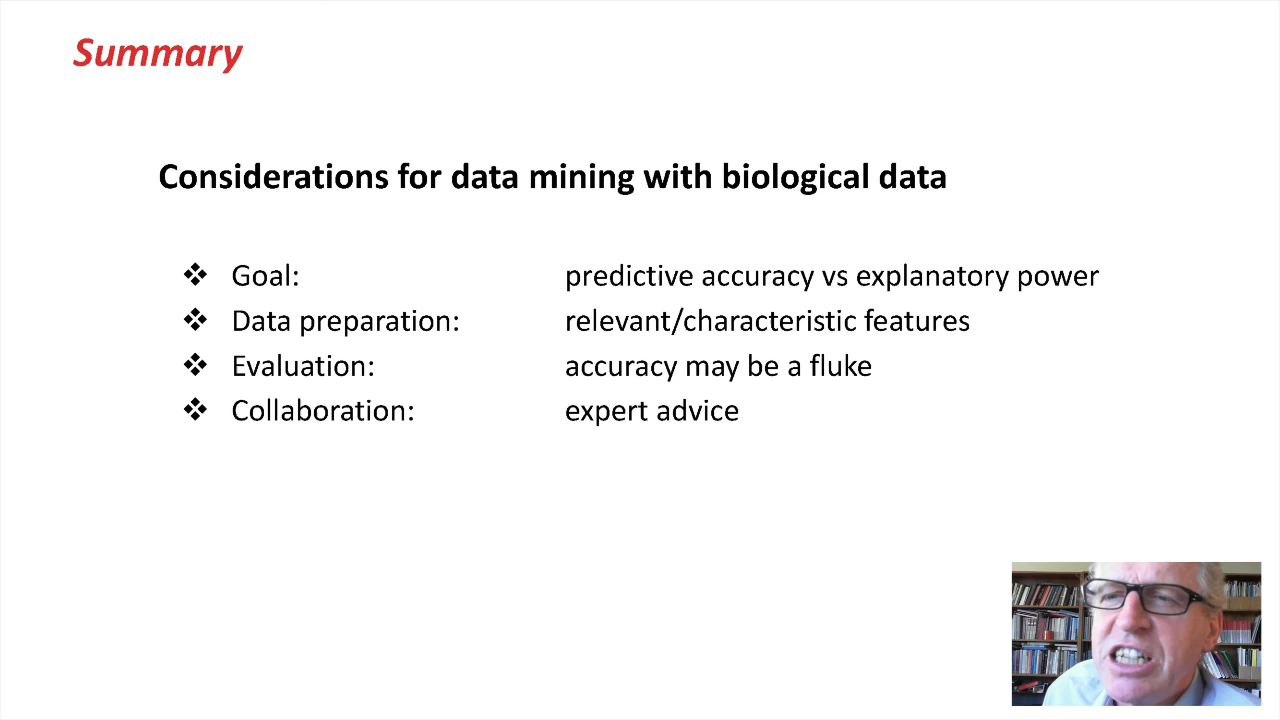 Summary
Considerations for data mining with biological data
❖ Goal: predictive accuracy vs explanatory power
❖ Data preparation: relevant/characteristic features
❖ Evaluation: accuracy may be a fluke
❖ Collaboration: expert advice